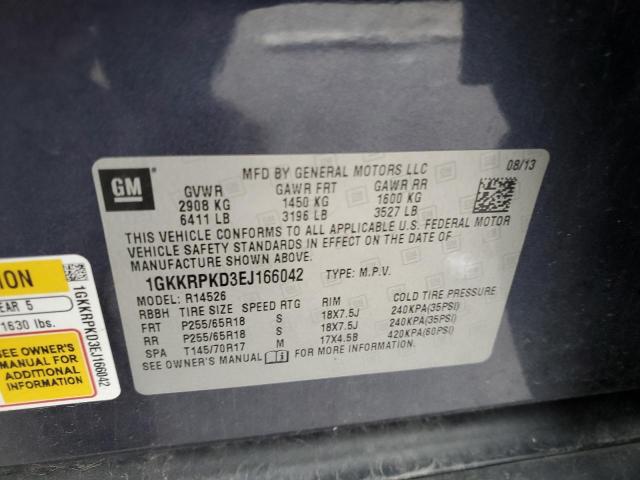 GM
MFD BY GENERAL MOTORS LLC 08/13
GVWR GAWR FRT GAWR RR
2908 KG 1450 KG 1600 KG
6411 LB 3196 LB 3527 LB
THIS VEHICLE CONFORMS TO ALL APPLICABLE U.S. FEDERAL MOTOR
VEHICLE SAFETY STANDARDS IN EFFECT ON THE DATE OF
MANUFACTURE SHOWN ABOVE.
1GKKRPKD3EJ166042 TYPE: M.P.V.
MODEL: R14526
RBBH TIRE SIZE SPEED RTG RIM COLD TIRE PRESSURE
FRT P255/65R18 S 18X7.5J 240KPA(35PSI)
RR P255/65R18 S 18X7.5J 240KPA(35PSI)
SPA T145/70R17 M 17X4.5B 420KPA(60PSI)
SEE OWNER'S MANUAL FOR MORE INFORMATION.
ION
EAR 5
1630 lbs.
SEE OWNER'S
MANUAL FOR
ADDITIONAL
INFORMATION
1GKKRPKD3EJ166042